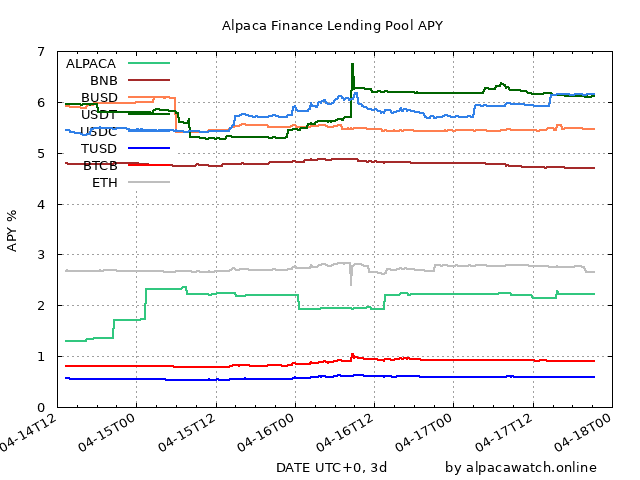 Alpaca Finance Lending Pool APY
7
6
5
4
3
2
1
0
APY %
ALPACA
BNB
BUSD
USDT
USDC
TUSD
BTCB
ETH
04-14T12
04-15T00
04-15T12
04-16T00
04-16T12
04-17T00
04-17T12
04-18T00
DATE UTC+0, 3d
by alpacawatch.online